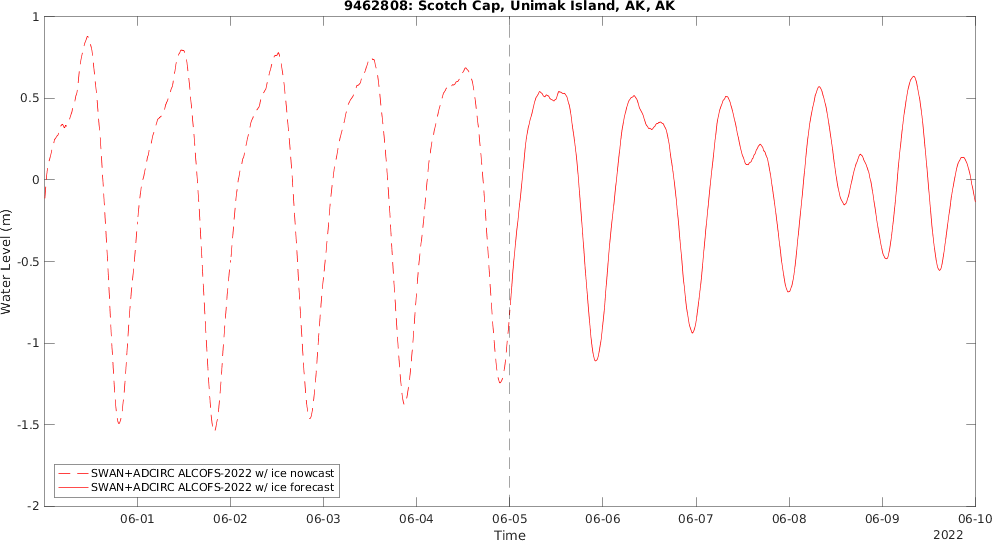 9462808: Scotch Cap, Unimak Island, AK, AK
Water Level (m)
1
0.5
0
-0.5
-1
-1.5
-2
SWAN+ADCIRC ALCOFS-2022 w/ ice nowcast
SWAN+ADCIRC ALCOFS-2022 w/ ice forecast
06-01 06-02 06-03 06-04 06-05 06-06 06-07 06-08 06-09 06-10
Time
2022